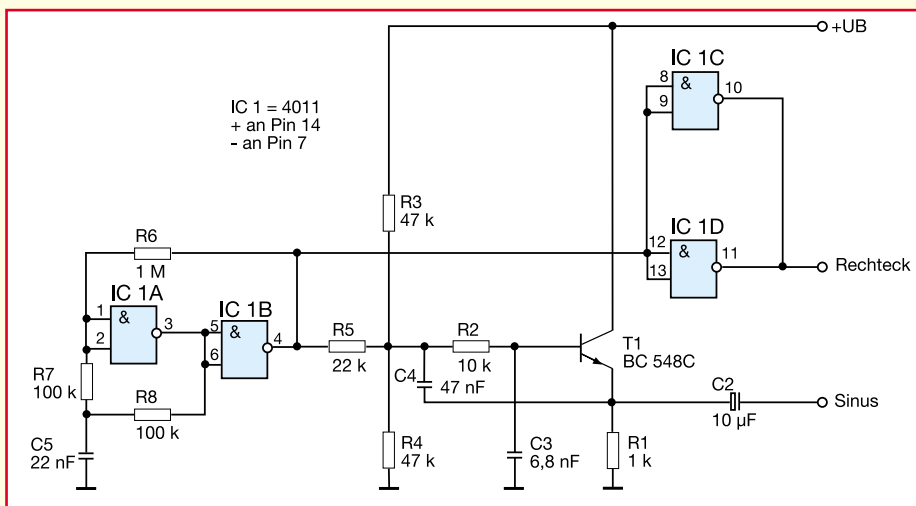 +UB
IC 1C
8
9
&
10
IC 1 = 4011
+ an Pin 14
- an Pin 7
R3
47 k
IC 1D
12
13
&
11
Rechteck
R6
1 M
IC 1A
1
2
&
3
IC 1B
5
6
&
4
R5
22 k
R2
10 k
T1
BC 548C
C4
47 nF
R7
100 k
R8
100 k
C2
10 µF
Sinus
C5
22 nF
R4
47 k
C3
6,8 nF
R1
1 k